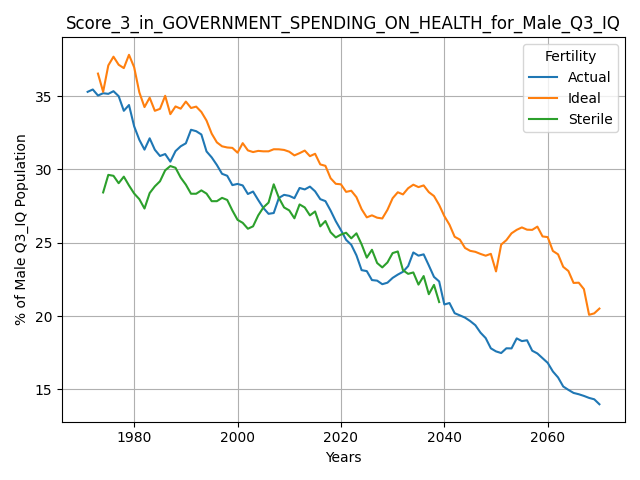 Score_3_in_GOVERNMENT_SPENDING_ON_HEALTH_for_Male_Q3_IQ
Fertility
Actual
Ideal
Sterile
% of Male Q3_IQ Population
35
30
25
20
15
1980
2000
2020
2040
2060
Years